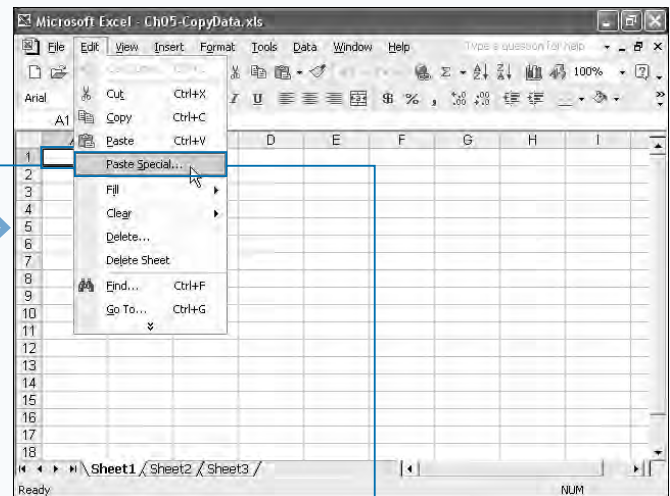 Microsoft Excel - Ch05-CopyData.xls
File Edit View Insert Format Tools Data Window Help Type a question for help
100%
Arial
A1
Cut Ctrl+X
Copy Ctrl+C
Paste Ctrl+V
Paste Special...
Fill
Clear
Delete...
Delete Sheet
Find... Ctrl+F
Go To... Ctrl+G
D E F G H I
1
2
3
4
5
6
7
8
9
10
11
12
13
14
15
16
17
18
Sheet1 / Sheet2 / Sheet3 /
Ready NUM